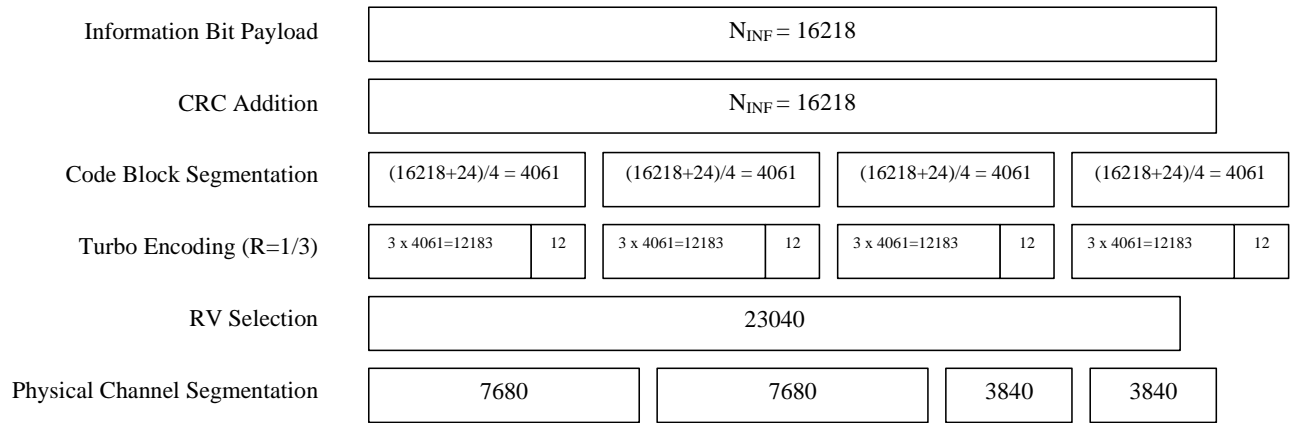 Information Bit Payload N_INF = 16218
CRC Addition N_INF = 16218
Code Block Segmentation (16218+24)/4 = 4061 (16218+24)/4 = 4061 (16218+24)/4 = 4061 (16218+24)/4 = 4061
Turbo Encoding (R=1/3) 3 x 4061=12183 12 3 x 4061=12183 12 3 x 4061=12183 12 3 x 4061=12183 12
RV Selection 23040
Physical Channel Segmentation 7680 7680 3840 3840